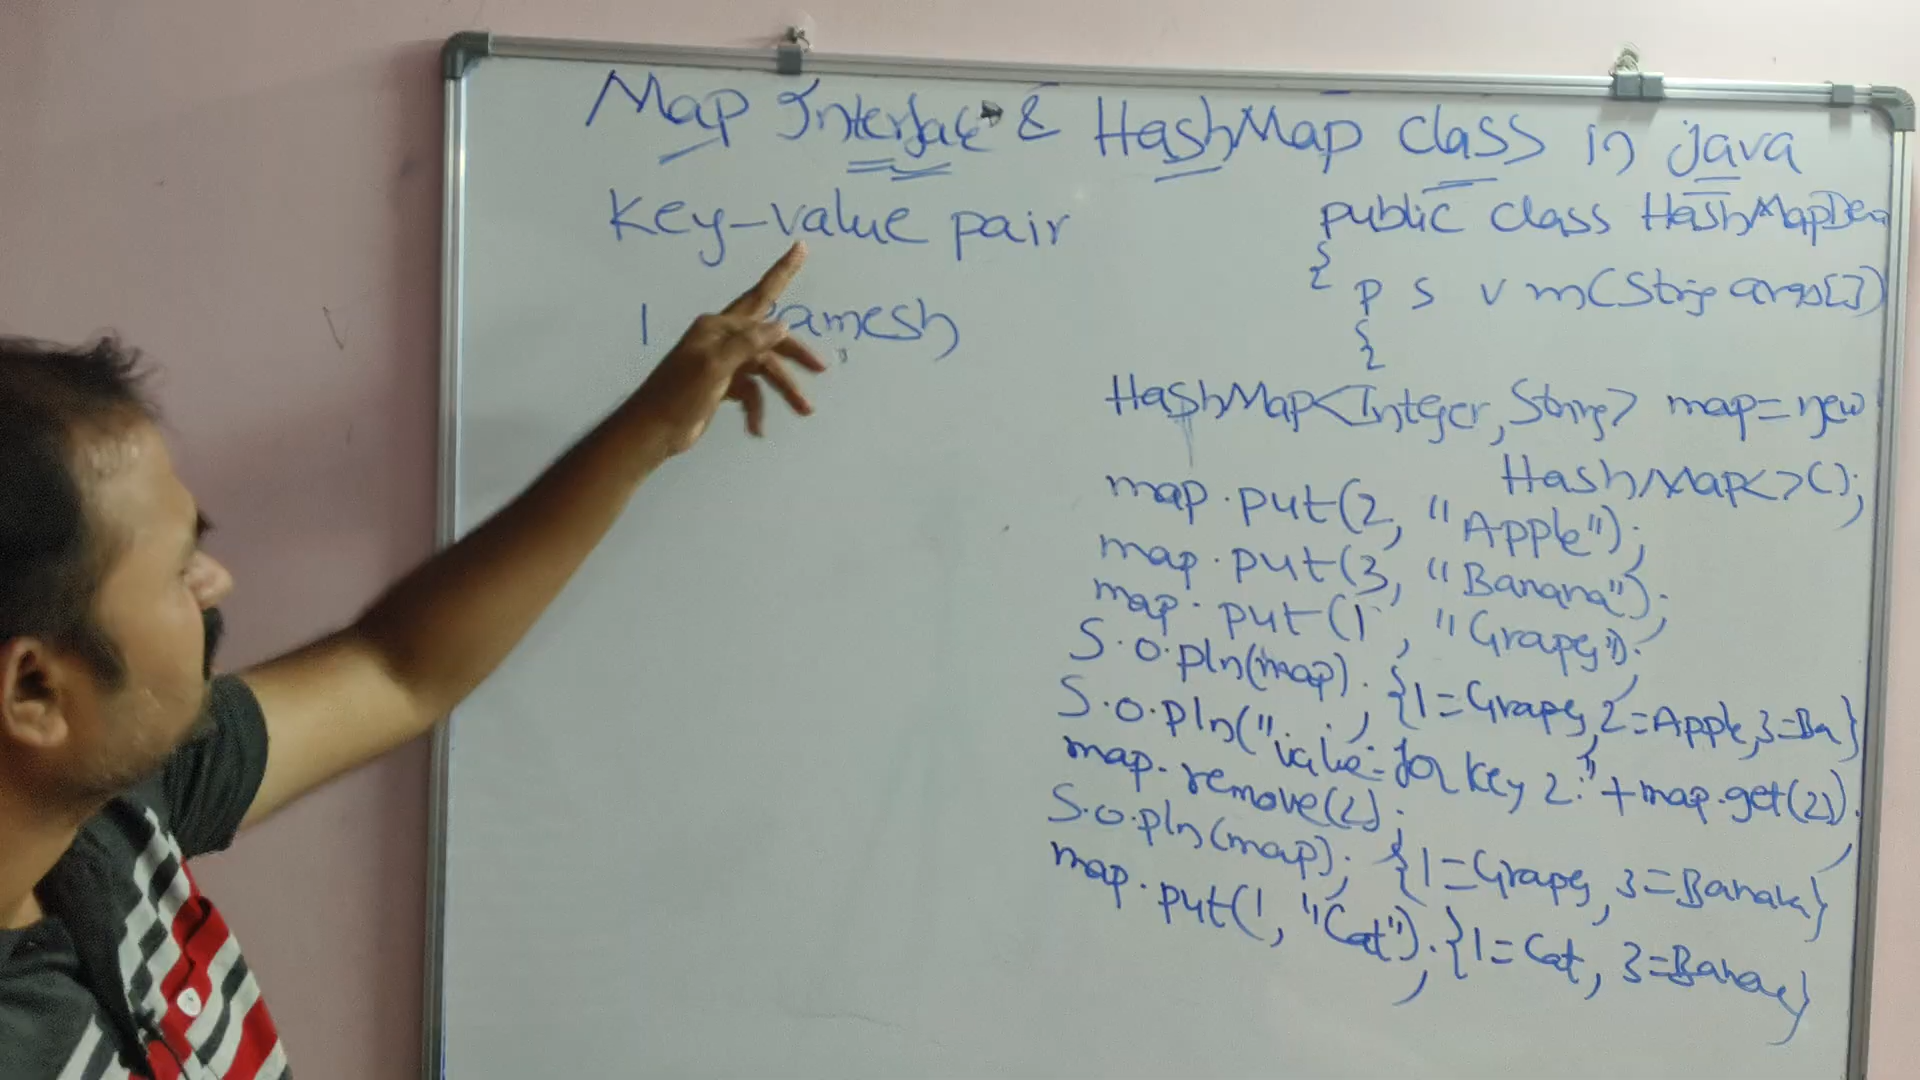 Map Interface & HashMap class in java
Key-value pair
1 Ramesh
public class HashMapDem
{
p s v m(String args[])
{
HashMap<Integer,String> map=new
HashMap<>();
map.put(2, "Apple");
map.put(3, "Banana");
map.put(1, "Grapes");
S.o.pln(map); {1=Grapes, 2=Apple, 3=Ba}
S.o.pln("value for key 2:"+map.get(2));
map.remove(2);
S.o.pln(map); {1=Grapes, 3=Banana}
map.put(1, "Cat"); {1=Cat, 3=Banana}